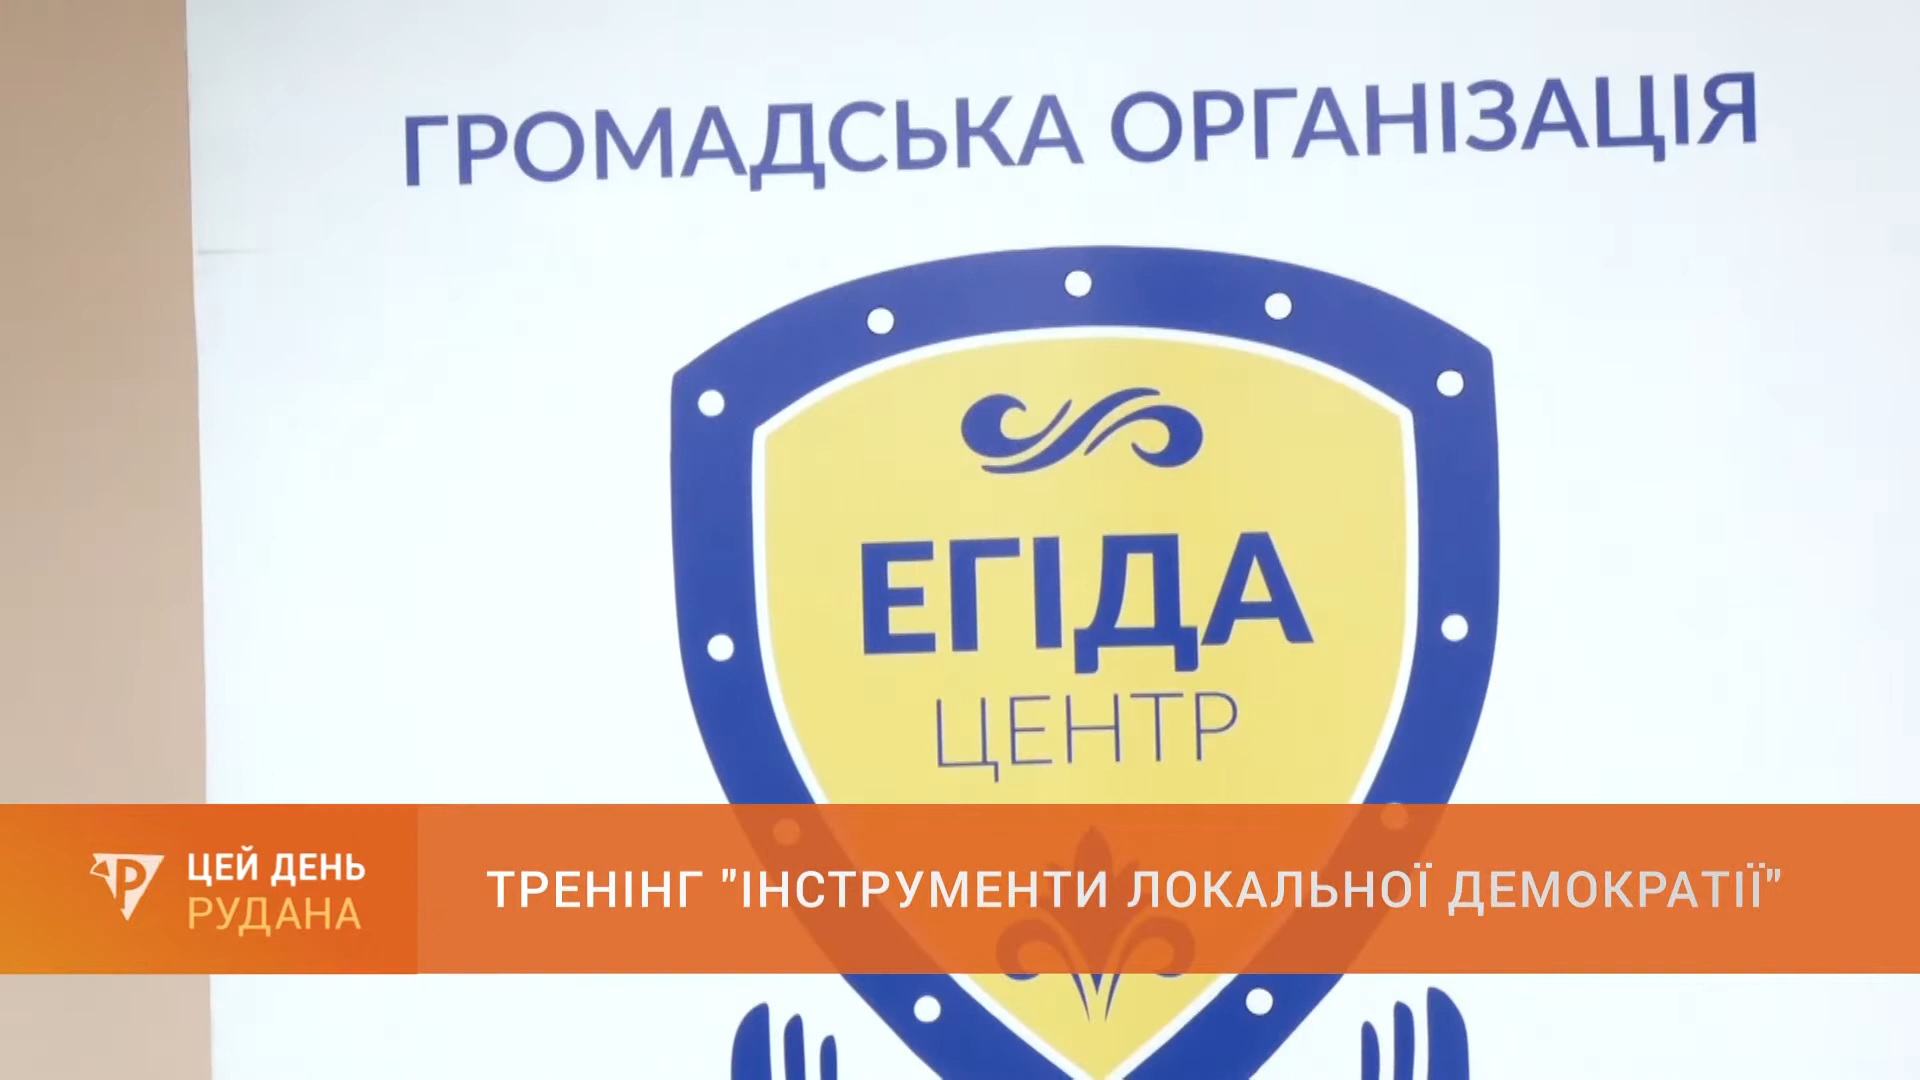 ГРОМАДСЬКА ОРГАНІЗАЦІЯ
ЕГІДА
ЦЕНТР
ЦЕЙ ДЕНЬ
РУДАНА
ТРЕНІНГ "ІНСТРУМЕНТИ ЛОКАЛЬНОЇ ДЕМОКРАТІЇ"